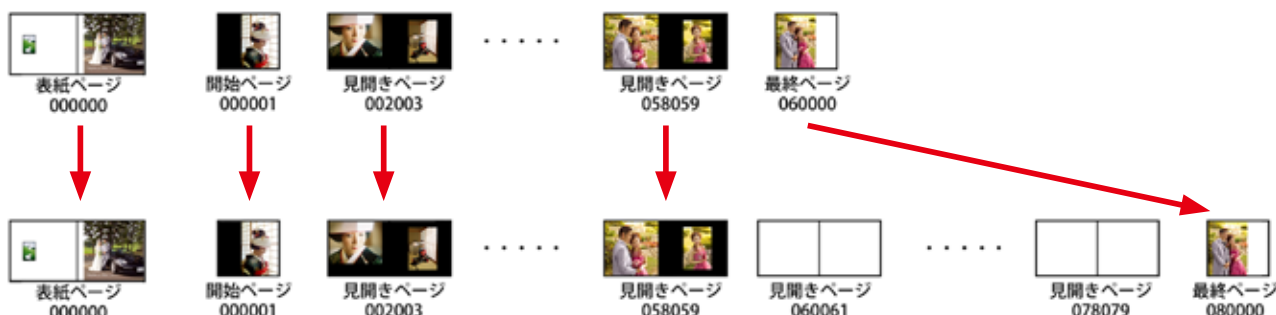 ・・・・・
表紙ページ 開始ページ 見開きページ 見開きページ 最終ページ
000000 000001 002003 058059 060000
・・・・・ ・・・・・
表紙ページ 開始ページ 見開きページ 見開きページ 見開きページ 見開きページ 最終ページ
000000 000001 002003 058059 060061 078079 080000